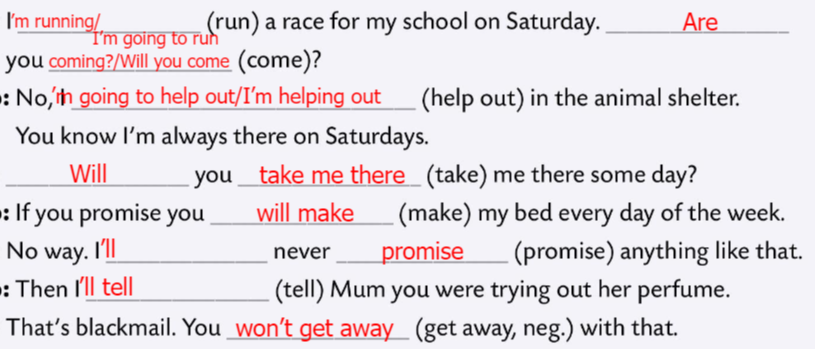 I'm running/ (run) a race for my school on Saturday. Are
I'm going to run
you coming?/Will you come (come)?
: No, I'm going to help out/I'm helping out (help out) in the animal shelter.
You know I'm always there on Saturdays.
Will you take me there (take) me there some day?
: If you promise you will make (make) my bed every day of the week.
No way. I'll never promise (promise) anything like that.
: Then I'll tell (tell) Mum you were trying out her perfume.
That's blackmail. You won't get away (get away, neg.) with that.